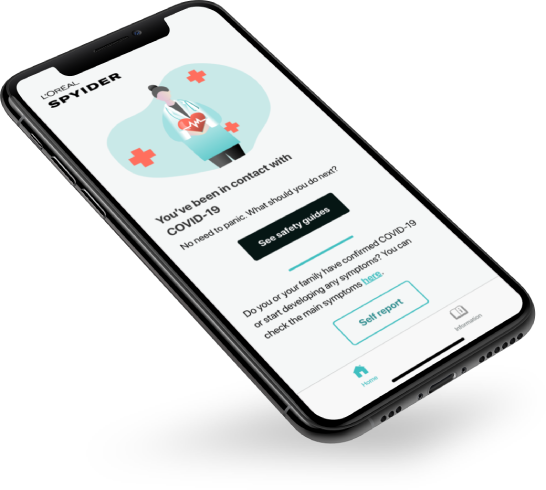 L'ORÉAL
SPYIDER
You've been in contact with
COVID-19
No need to panic. What should you do next?
See safety guides
Do you or your family have confirmed COVID-19
or start developing any symptoms? You can
check the main symptoms here.
Self report
Home
Information